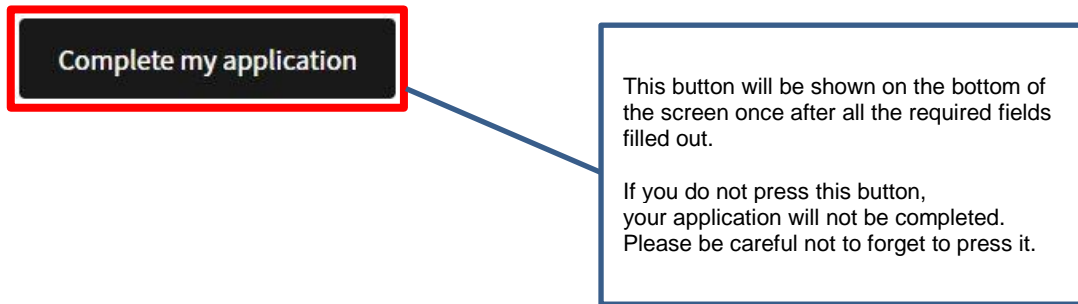 Complete my application
This button will be shown on the bottom of
the screen once after all the required fields
filled out.
If you do not press this button,
your application will not be completed.
Please be careful not to forget to press it.